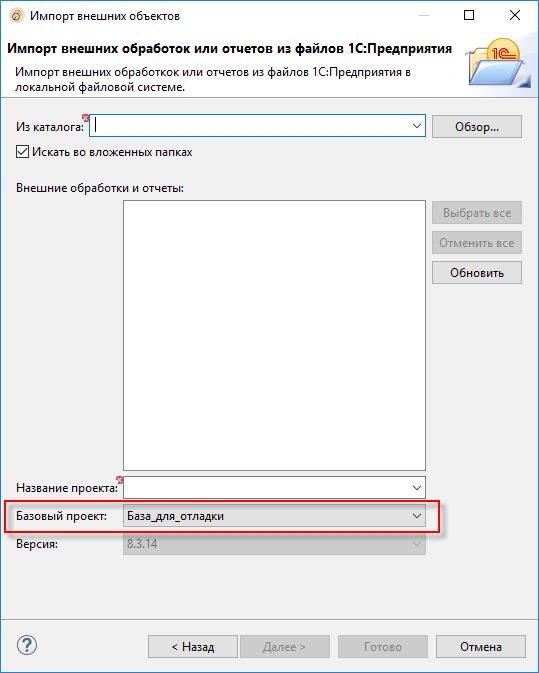 Импорт внешних объектов
Импорт внешних обработок или отчетов из файлов 1С:Предприятия
Импорт внешних обработкок или отчетов из файлов 1С:Предприятия в
локальной файловой системе.
1С
Из каталога:
Обзор...
Искать во вложенных папках
Внешние обработки и отчеты:
Выбрать все
Отменить все
Обновить
Название проекта:
Базовый проект: База_для_отладки
Версия: 8.3.14
?
< Назад Далее > Готово Отмена